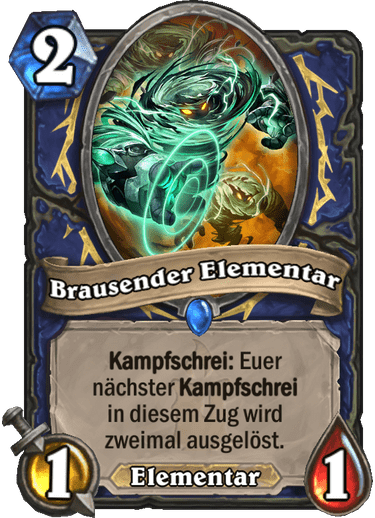 2
Brausender Elementar
Kampfschrei: Euer
nächster Kampfschrei
in diesem Zug wird
zweimal ausgelöst.
1
Elementar
1